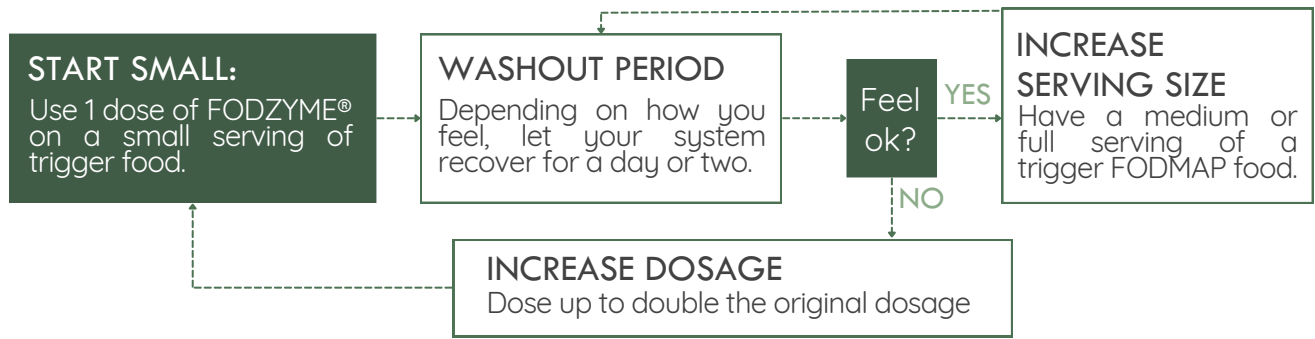 START SMALL:
Use 1 dose of FODZYME®
on a small serving of
trigger food.
WASHOUT PERIOD
Depending on how you
feel, let your system
recover for a day or two.
Feel
ok?
YES
INCREASE
SERVING SIZE
Have a medium or
full serving of a
trigger FODMAP food.
NO
INCREASE DOSAGE
Dose up to double the original dosage